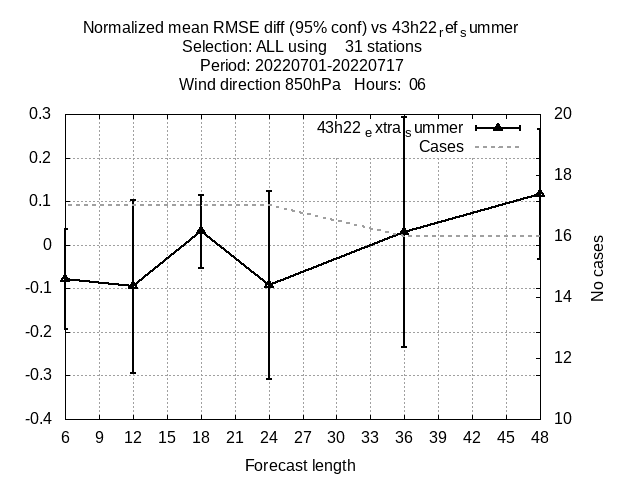 Normalized mean RMSE diff (95% conf) vs 43h22refsummer
Selection: ALL using 31 stations
Period: 20220701-20220717
Wind direction 850hPa Hours: 06
43h22extrasummer
Cases
0.3
0.2
0.1
0
-0.1
-0.2
-0.3
-0.4
20
18
16
14
12
10
No cases
6 9 12 15 18 21 24 27 30 33 36 39 42 45 48
Forecast length